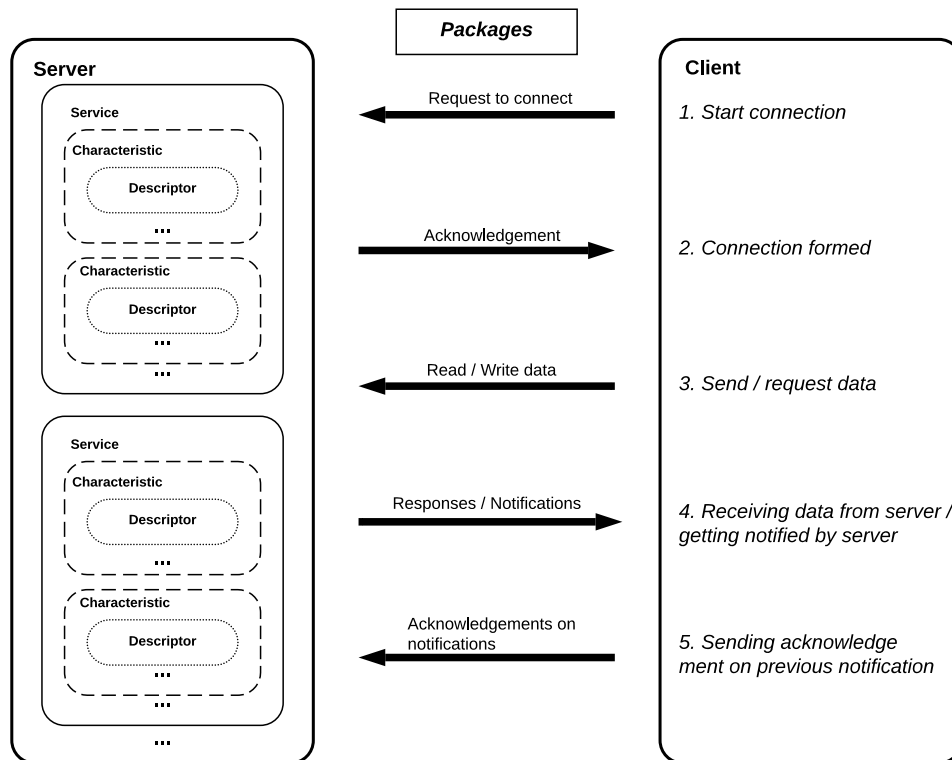 Packages
Server
Service
Characteristic
Descriptor
...
Characteristic
Descriptor
...
...
Service
Characteristic
Descriptor
...
Characteristic
Descriptor
...
...
...
Request to connect
Acknowledgement
Read / Write data
Responses / Notifications
Acknowledgements on
notifications
Client
1. Start connection
2. Connection formed
3. Send / request data
4. Receiving data from server /
getting notified by server
5. Sending acknowledge
ment on previous notification